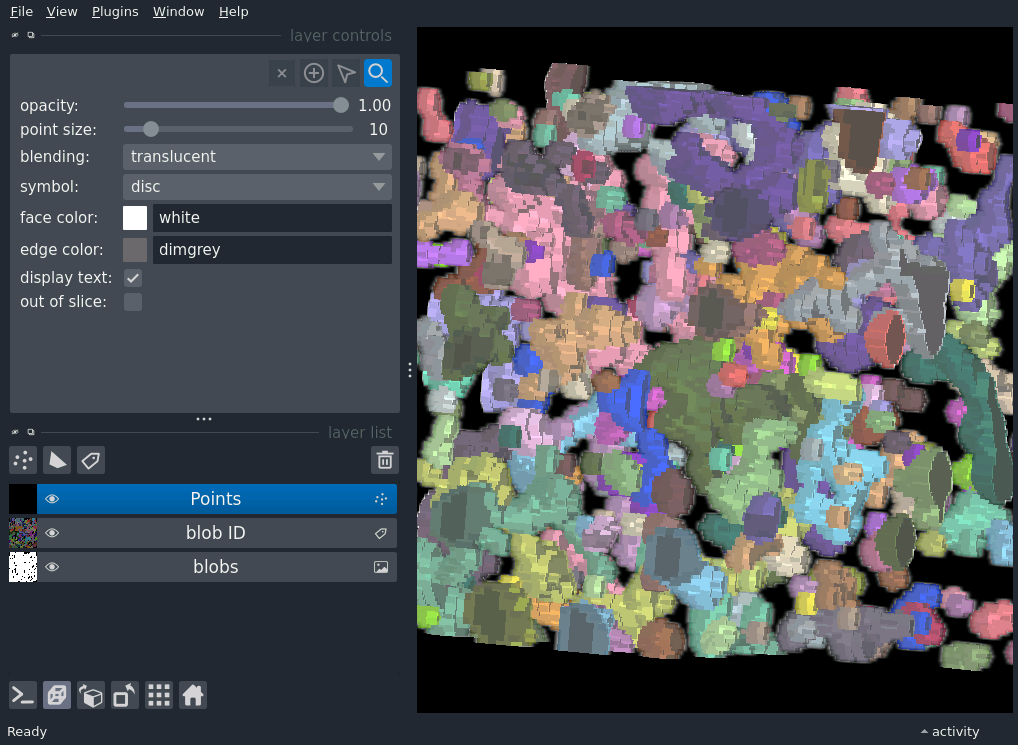 File View Plugins Window Help
layer controls
opacity: 1.00
point size: 10
blending: translucent
symbol: disc
face color: white
edge color: dimgrey
display text:
out of slice:
layer list
Points
blob ID
blobs
Ready
activity